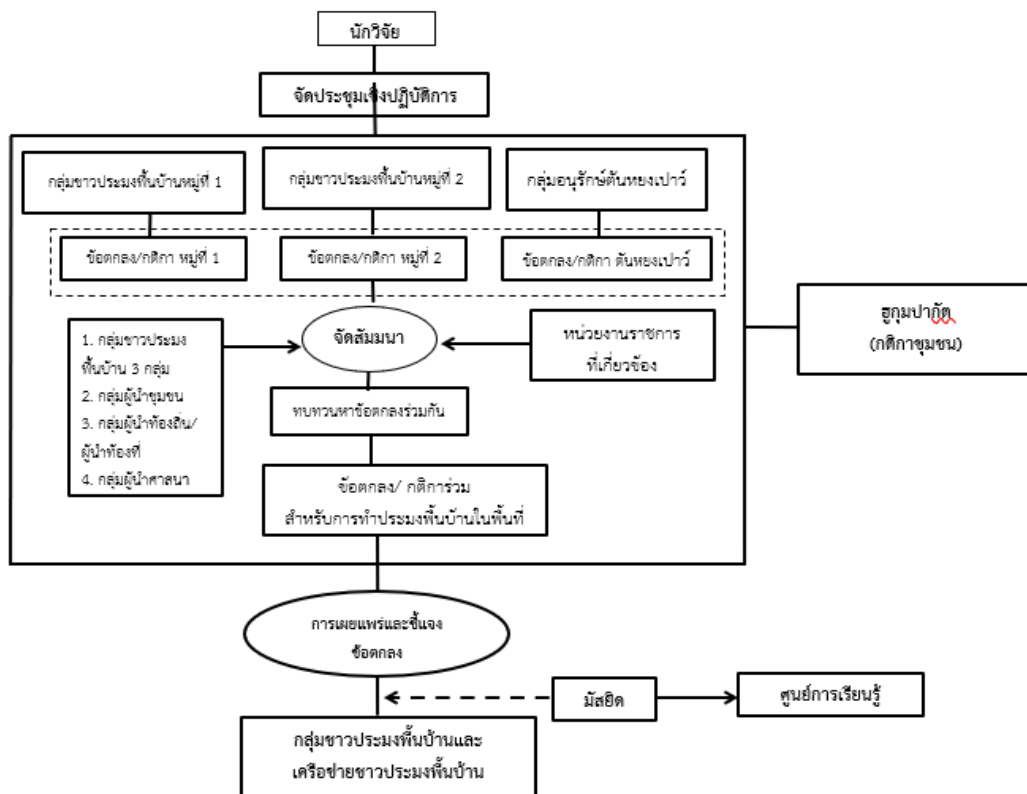 นักวิจัย
จัดประชุมเชิงปฏิบัติการ
กลุ่มชาวประมงพื้นบ้านหมู่ที่ 1
กลุ่มชาวประมงพื้นบ้านหมู่ที่ 2
กลุ่มอนุรักษ์ตันหยงเปาว์
ข้อตกลง/กติกา หมู่ที่ 1
ข้อตกลง/กติกา หมู่ที่ 2
ข้อตกลง/กติกา ตันหยงเปาว์
ฮูกุมปากัต
(กติกาชุมชน)
1. กลุ่มชาวประมง
พื้นบ้าน 3 กลุ่ม
2. กลุ่มผู้นำชุมชน
3. กลุ่มผู้นำท้องถิ่น/
ผู้นำท้องที่
4. กลุ่มผู้นำศาสนา
จัดสัมมนา
หน่วยงานราชการ
ที่เกี่ยวข้อง
ทบทวนหาข้อตกลงร่วมกัน
ข้อตกลง/ กติการ่วม
สำหรับการทำประมงพื้นบ้านในพื้นที่
การเผยแพร่และชี้แจง
ข้อตกลง
มัสยิด
ศูนย์การเรียนรู้
กลุ่มชาวประมงพื้นบ้านและ
เครือข่ายชาวประมงพื้นบ้าน